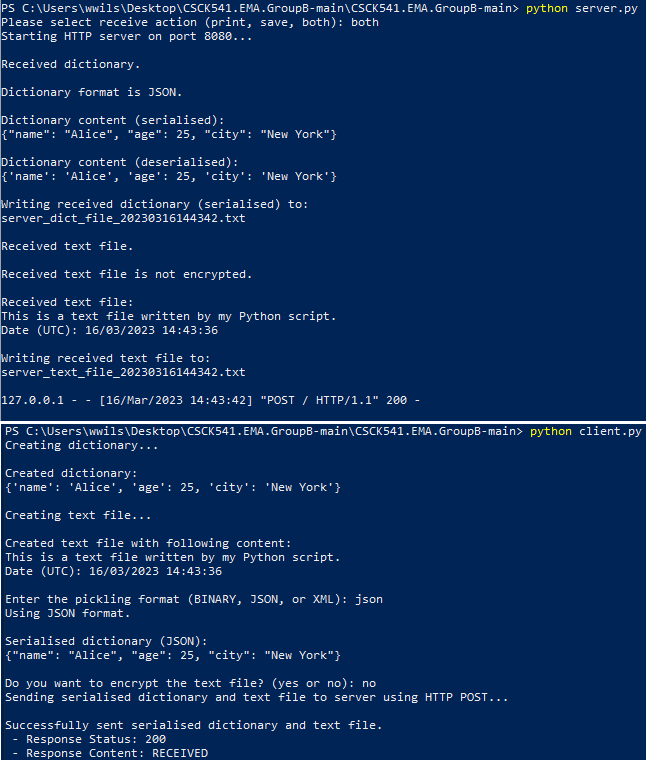 PS C:\Users\wwils\Desktop\CSCK541.EMA.GroupB-main\CSCK541.EMA.GroupB-main> python server.py
Please select receive action (print, save, both): both
Starting HTTP server on port 8080...
Received dictionary.
Dictionary format is JSON.
Dictionary content (serialised):
{"name": "Alice", "age": 25, "city": "New York"}
Dictionary content (deserialised):
{'name': 'Alice', 'age': 25, 'city': 'New York'}
Writing received dictionary (serialised) to:
server_dict_file_20230316144342.txt
Received text file.
Received text file is not encrypted.
Received text file:
This is a text file written by my Python script.
Date (UTC): 16/03/2023 14:43:36
Writing received text file to:
server_text_file_20230316144342.txt
127.0.0.1 - - [16/Mar/2023 14:43:42] "POST / HTTP/1.1" 200 -
PS C:\Users\wwils\Desktop\CSCK541.EMA.GroupB-main\CSCK541.EMA.GroupB-main> python client.py
Creating dictionary...
Created dictionary:
{'name': 'Alice', 'age': 25, 'city': 'New York'}
Creating text file...
Created text file with following content:
This is a text file written by my Python script.
Date (UTC): 16/03/2023 14:43:36
Enter the pickling format (BINARY, JSON, or XML): json
Using JSON format.
Serialised dictionary (JSON):
{"name": "Alice", "age": 25, "city": "New York"}
Do you want to encrypt the text file? (yes or no): no
Sending serialised dictionary and text file to server using HTTP POST...
Successfully sent serialised dictionary and text file.
- Response Status: 200
- Response Content: RECEIVED